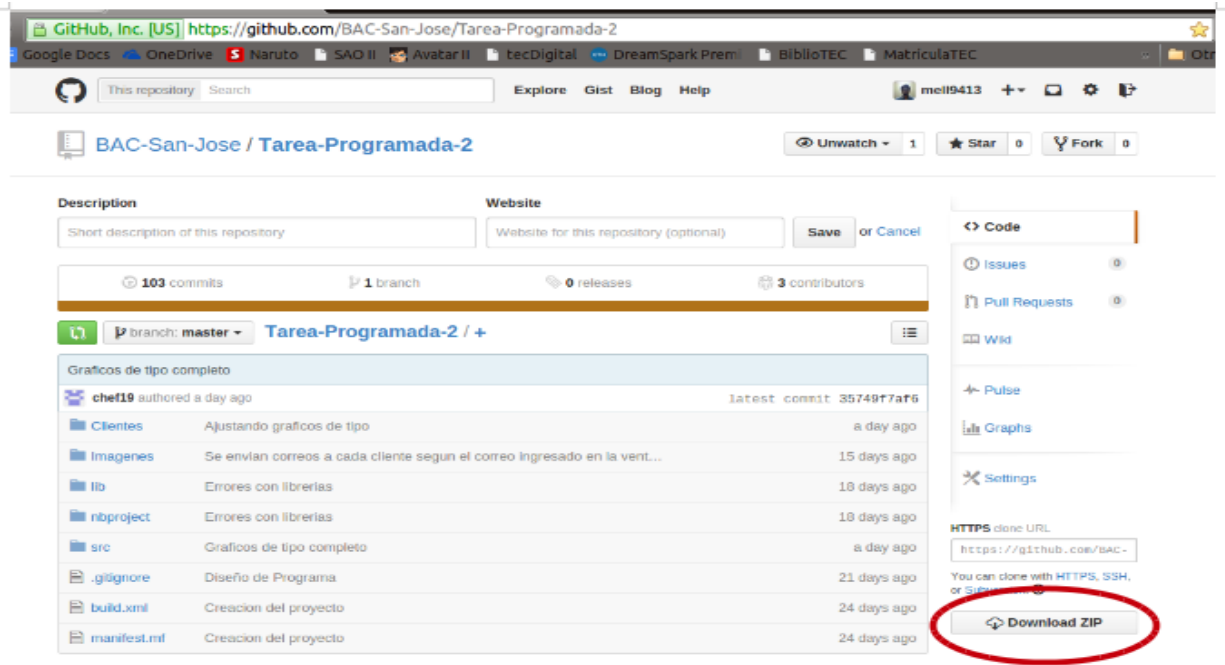 GitHub, Inc. [US] https://github.com/BAC-San-Jose/Tarea-Programada-2
Google Docs OneDrive Naruto SAO II Avatar II tecDigital DreamSpark Premi BiblioTEC MatriculaTEC Otr
This repository Search Explore Gist Blog Help mell9413
BAC-San-Jose / Tarea-Programada-2 Unwatch 1 Star 0 Fork 0
Description Website
Short description of this repository Website for this repository (optional) Save or Cancel
103 commits 1 branch 0 releases 3 contributors
branch: master Tarea-Programada-2 / +
Graficos de tipo completo
chef19 authored a day ago latest commit 35749f7af6
Clientes Ajustando graficos de tipo a day ago
Imagenes Se envian correos a cada cliente segun el correo ingresado en la vent... 15 days ago
lib Errores con librerias 18 days ago
nbproject Errores con librerias 18 days ago
src Graficos de tipo completo a day ago
.gitignore Diseño de Programa 21 days ago
build.xml Creacion del proyecto 24 days ago
manifest.mf Creacion del proyecto 24 days ago
Code
Issues 0
Pull Requests 0
Wiki
Pulse
Graphs
Settings
HTTPS clone URL
https://github.com/BAC-
You can clone with HTTPS, SSH,
or Subversion.
Download ZIP